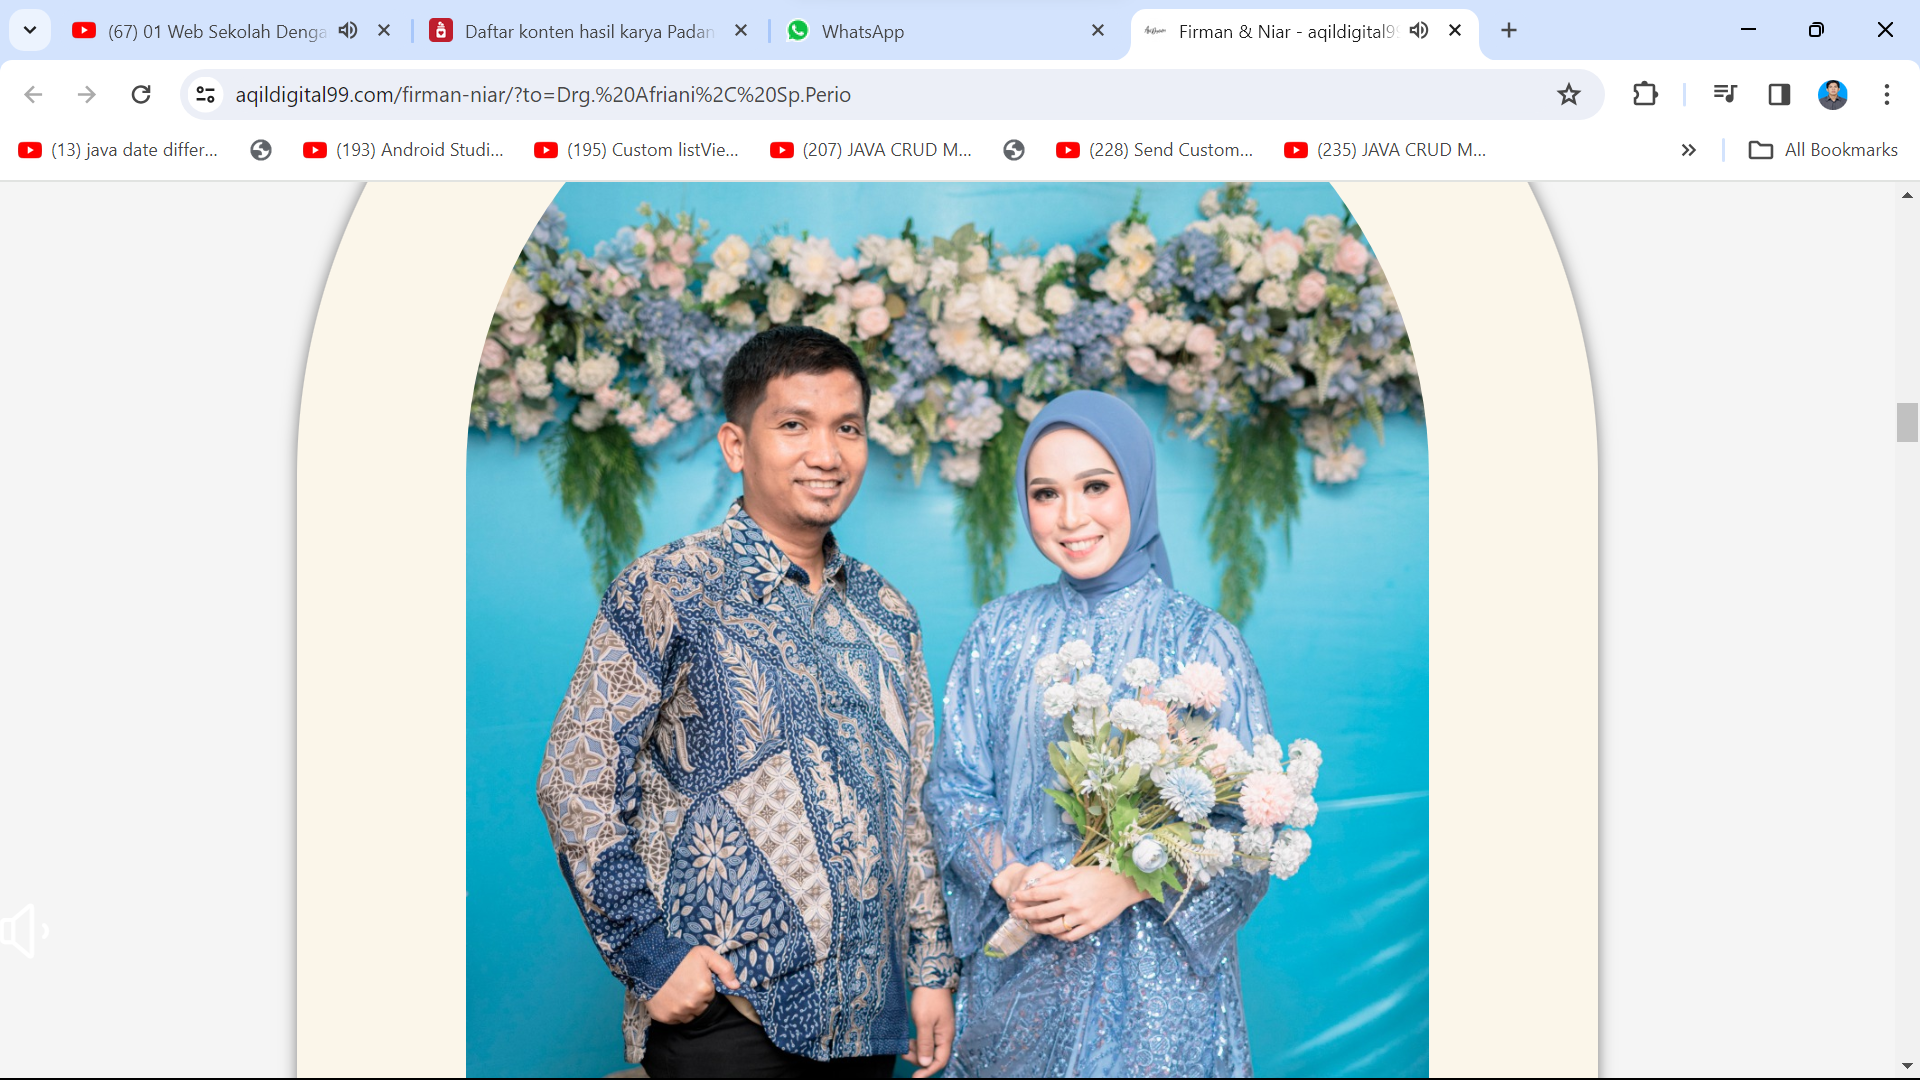 (67) 01 Web Sekolah Denga
Daftar konten hasil karya Padan
WhatsApp
Firman & Niar - aqildigital99
aqildigital99.com/firman-niar/?to=Drg.%20Afriani%2C%20Sp.Perio
(13) java date differ...
(193) Android Studi...
(195) Custom listVie...
(207) JAVA CRUD M...
(228) Send Custom...
(235) JAVA CRUD M...
All Bookmarks